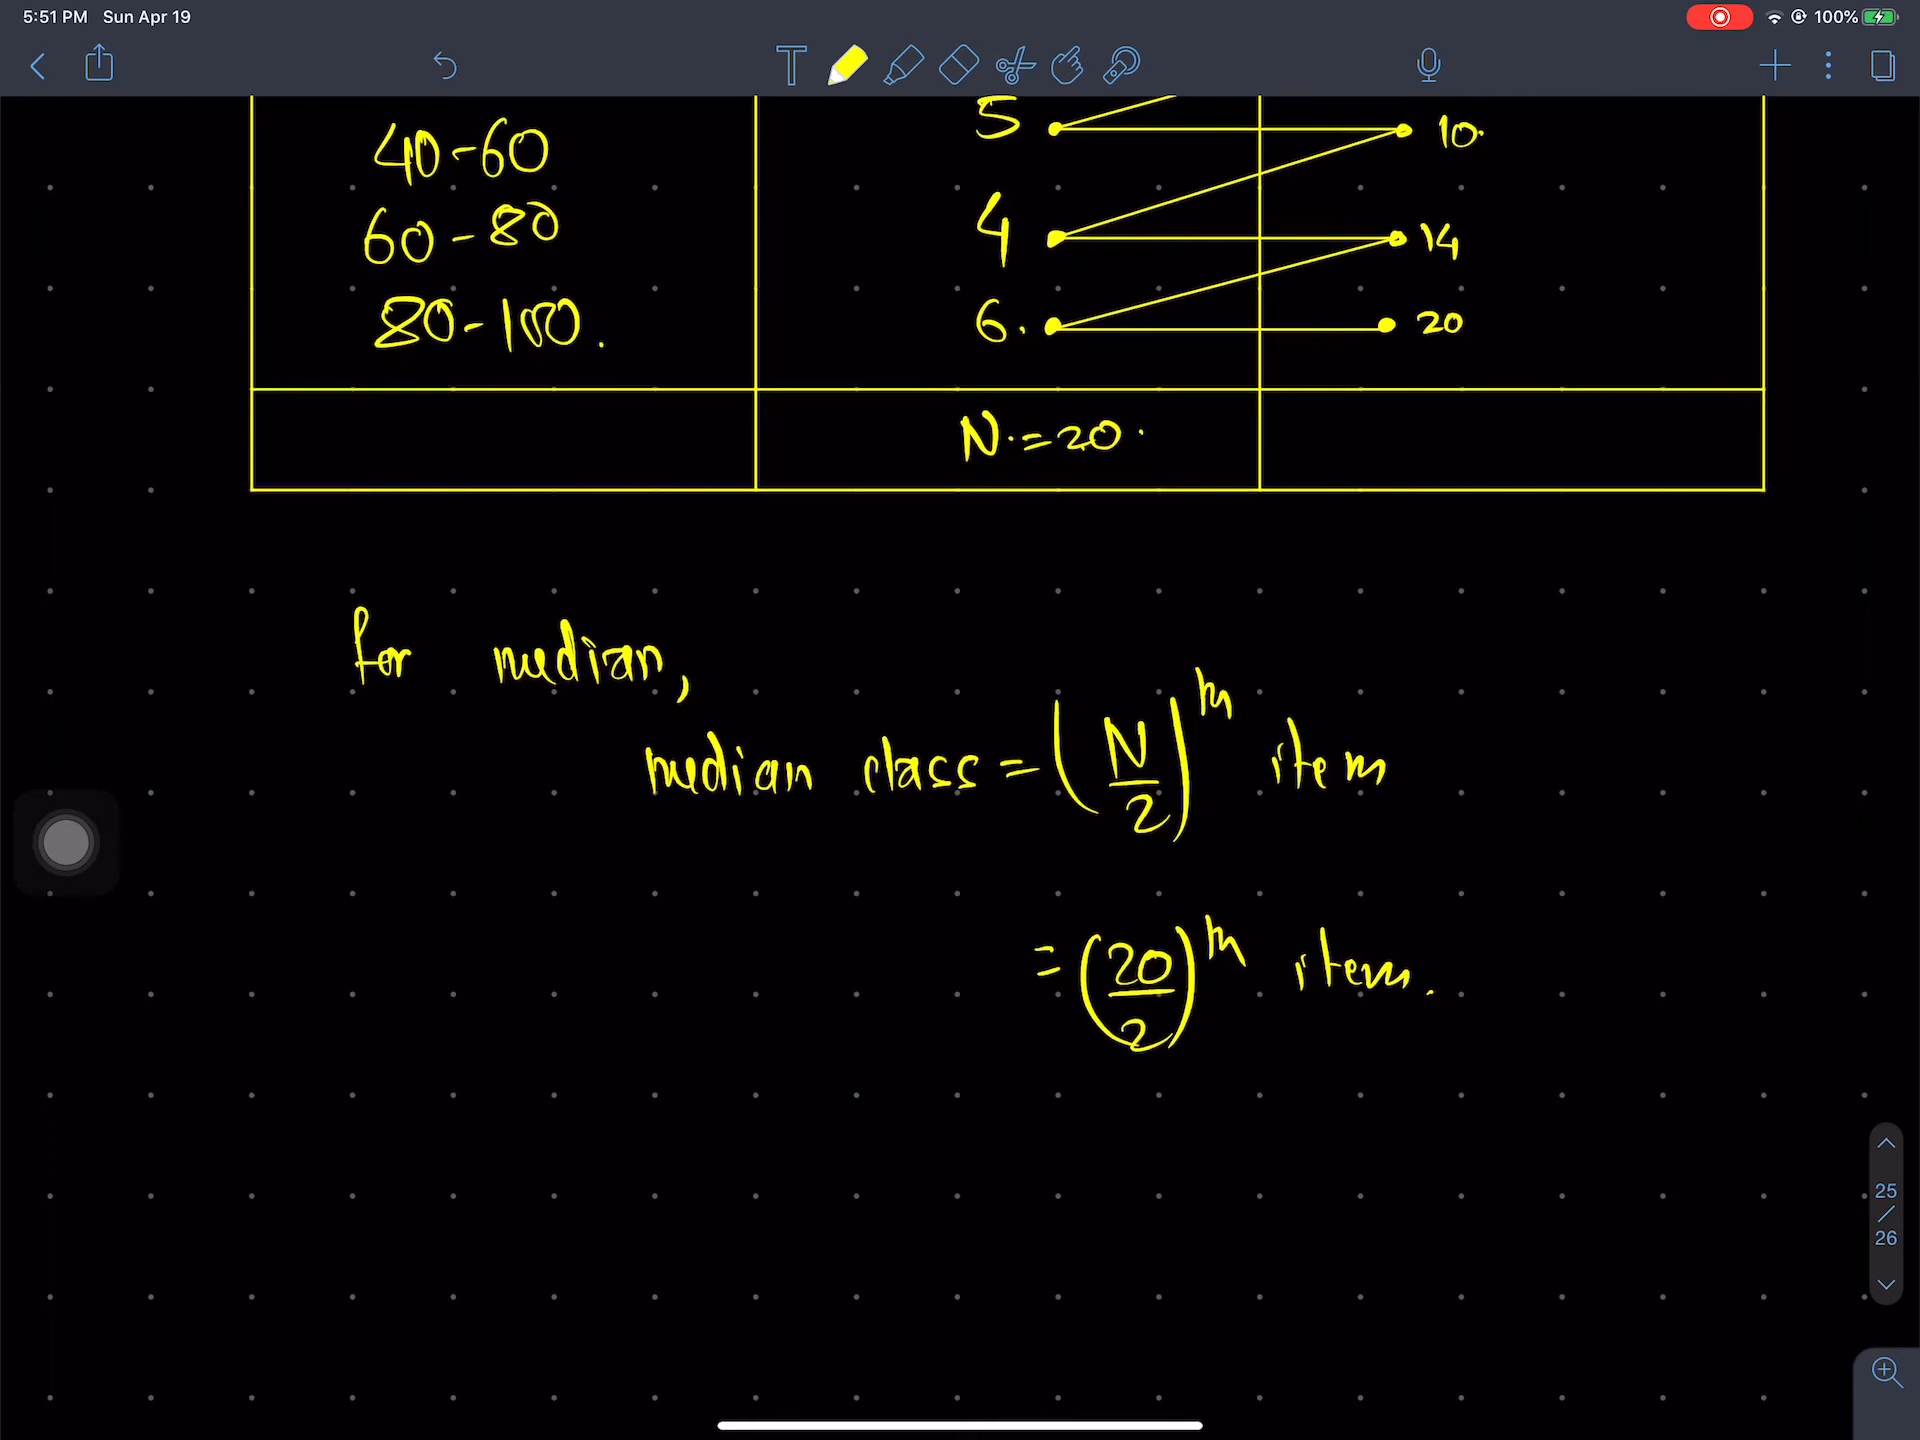 5:51 PM Sun Apr 19 100%
40-60 5 10.
60-80 4 14
80-100. 6. 20
N.=20.
for median,
median class = (N/2)th item
= (20/2)th item.
25
/
26